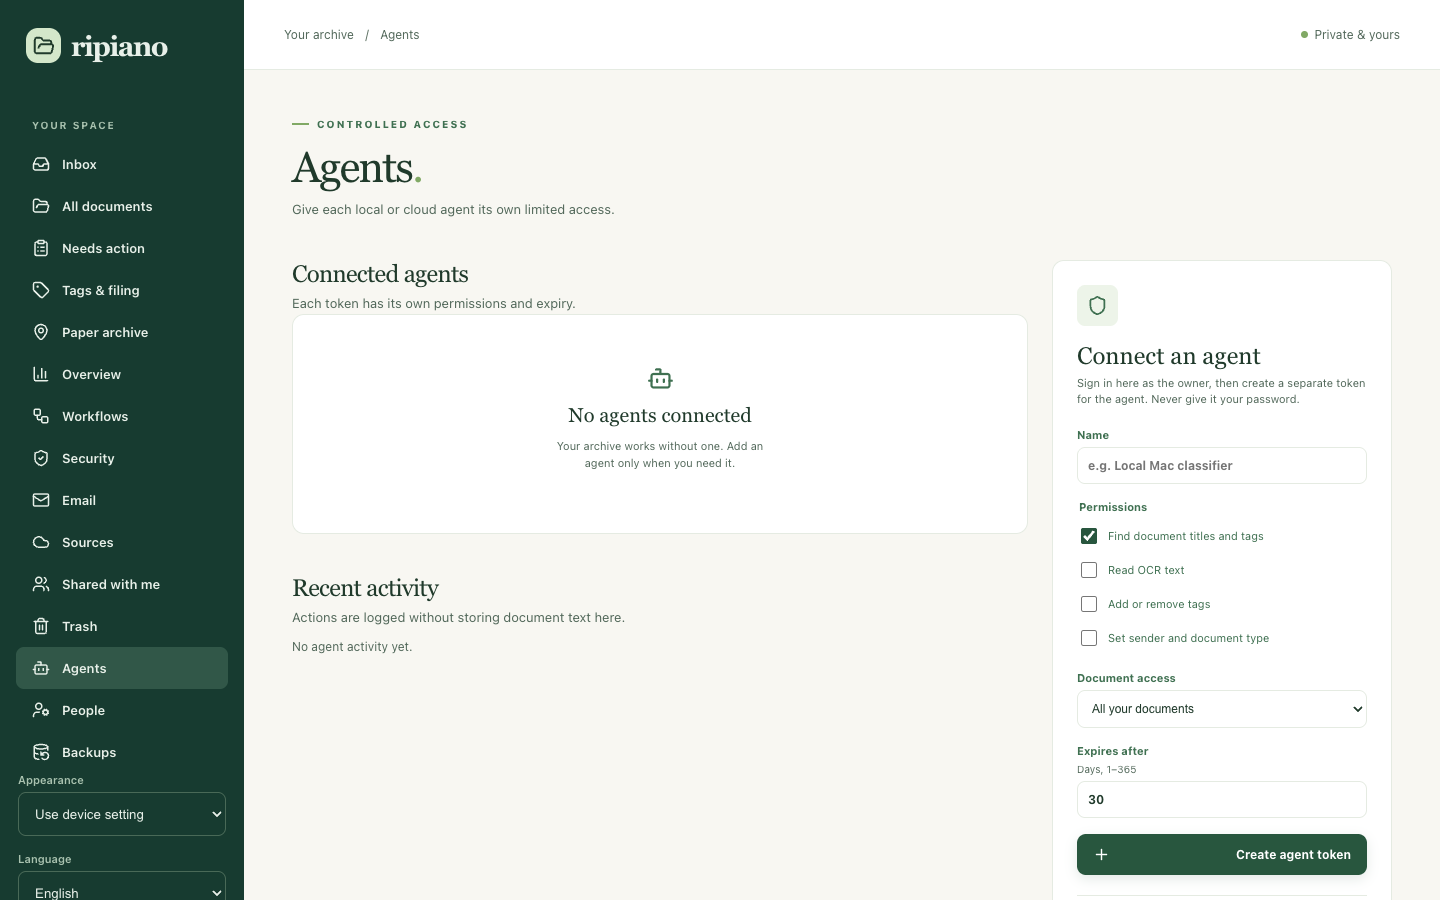 ripiano
YOUR SPACE
Inbox
All documents
Needs action
Tags & filing
Paper archive
Overview
Workflows
Security
Email
Sources
Shared with me
Trash
Agents
People
Backups
Appearance
Use device setting
Language
English
Your archive / Agents
Private & yours
CONTROLLED ACCESS
Agents.
Give each local or cloud agent its own limited access.
Connected agents
Each token has its own permissions and expiry.
No agents connected
Your archive works without one. Add an
agent only when you need it.
Recent activity
Actions are logged without storing document text here.
No agent activity yet.
Connect an agent
Sign in here as the owner, then create a separate token
for the agent. Never give it your password.
Name
e.g. Local Mac classifier
Permissions
Find document titles and tags
Read OCR text
Add or remove tags
Set sender and document type
Document access
All your documents
Expires after
Days, 1–365
30
Create agent token